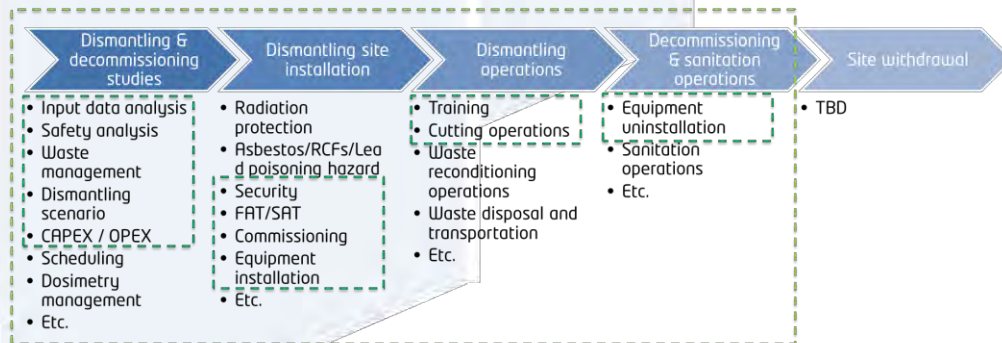 Dismantling &
decommissioning
studies
Dismantling site
installation
Dismantling
operations
Decommissioning
& sanitation
operations
Site withdrawal
• Input data analysis
• Safety analysis
• Waste
management
• Dismantling
scenario
• CAPEX / OPEX
• Scheduling
• Dosimetry
management
• Etc.
• Radiation
protection
• Asbestos/RCFs/Lea
d poisoning hazard
• Security
• FAT/SAT
• Commissioning
• Equipment
installation
• Etc.
• Training
• Cutting operations
• Waste
reconditioning
operations
• Waste disposal and
transportation
• Etc.
• Equipment
uninstallation
• Sanitation
operations
• Etc.
• TBD